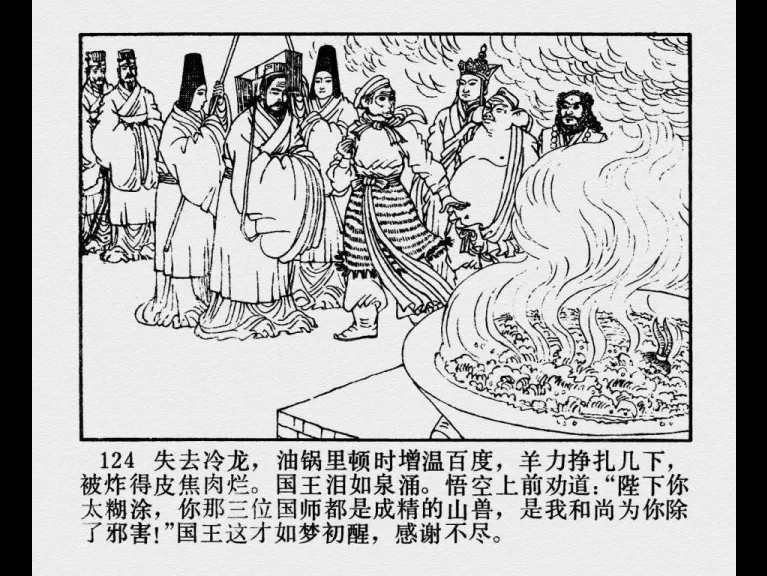 124 失去冷龙，油锅里顿时增温百度，羊力挣扎几下，
被炸得皮焦肉烂。国王泪如泉涌。悟空上前劝道：“陛下你
太糊涂，你那三位国师都是成精的山兽，是我和尚为你除
了邪害！”国王这才如梦初醒，感谢不尽。